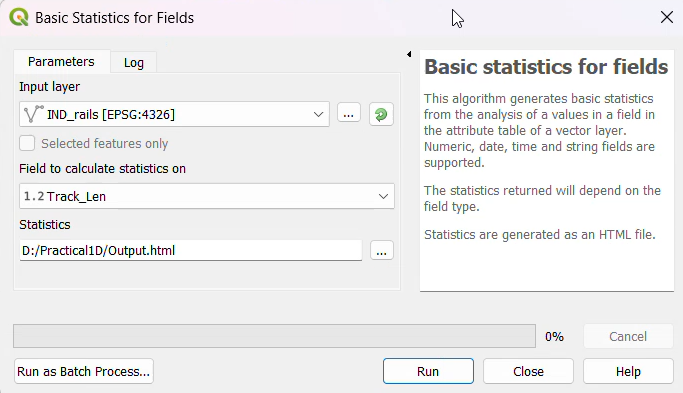 Basic Statistics for Fields
Parameters
Log
Input layer
IND_rails [EPSG:4326]
...
Selected features only
Field to calculate statistics on
1.2 Track_Len
Statistics
D:/Practical1D/Output.html
...
Basic statistics for fields
This algorithm generates basic statistics
from the analysis of a values in a field in
the attribute table of a vector layer.
Numeric, date, time and string fields are
supported.
The statistics returned will depend on the
field type.
Statistics are generated as an HTML file.
0%
Cancel
Run as Batch Process...
Run
Close
Help